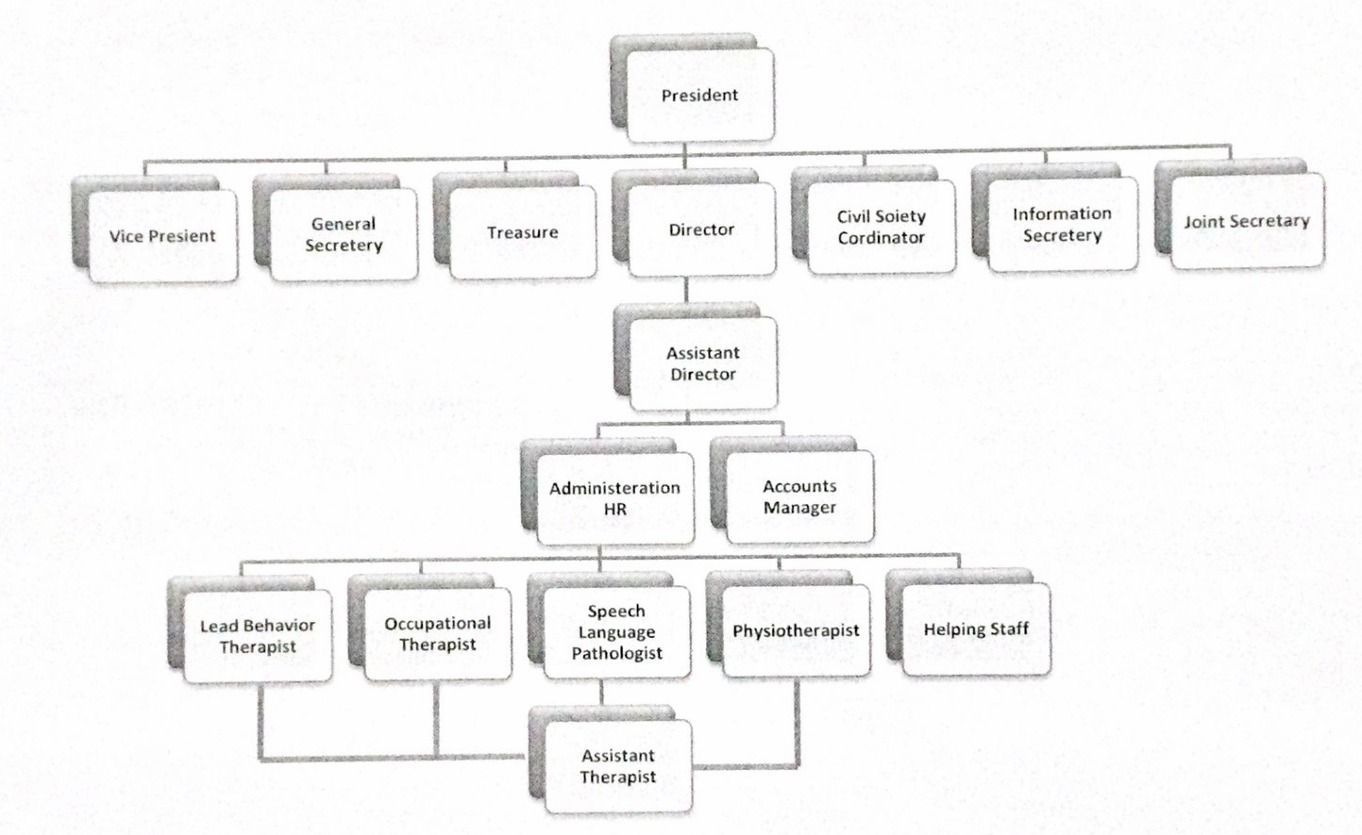 President
Vice Presient
General
Secretery
Treasure
Director
Civil Soiety
Cordinator
Information
Secretery
Joint Secretary
Assistant
Director
Administeration
HR
Accounts
Manager
Lead Behavior
Therapist
Occupational
Therapist
Speech
Language
Pathologist
Physiotherapist
Helping Staff
Assistant
Therapist